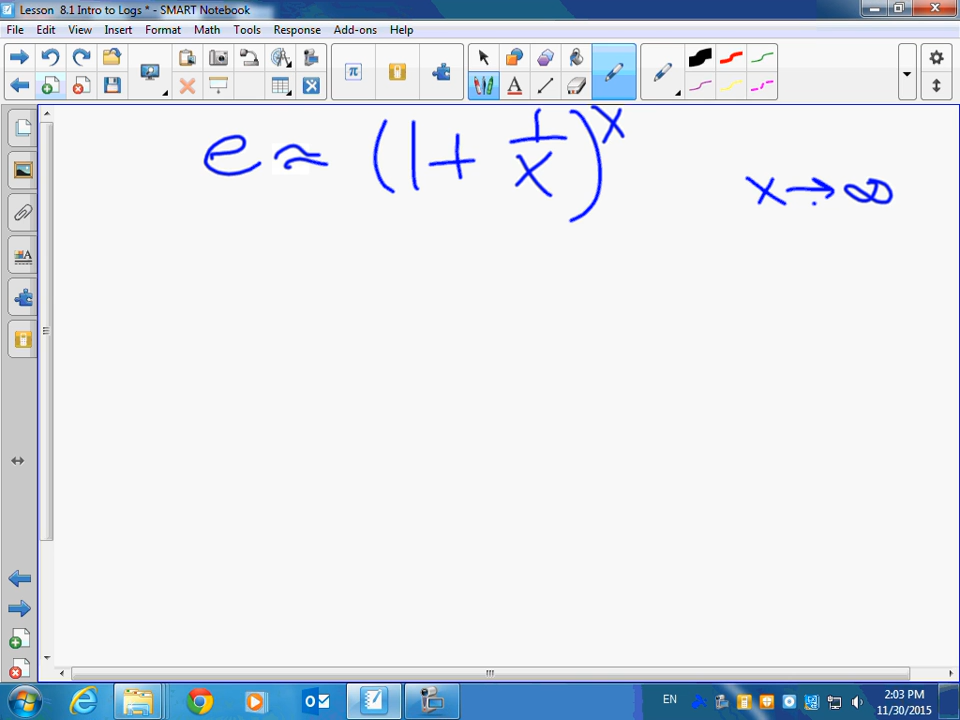 Lesson 8.1 Intro to Logs * - SMART Notebook
File Edit View Insert Format Math Tools Response Add-ons Help
e ≈ (1 + 1/x)^x
x → ∞
EN
2:03 PM
11/30/2015